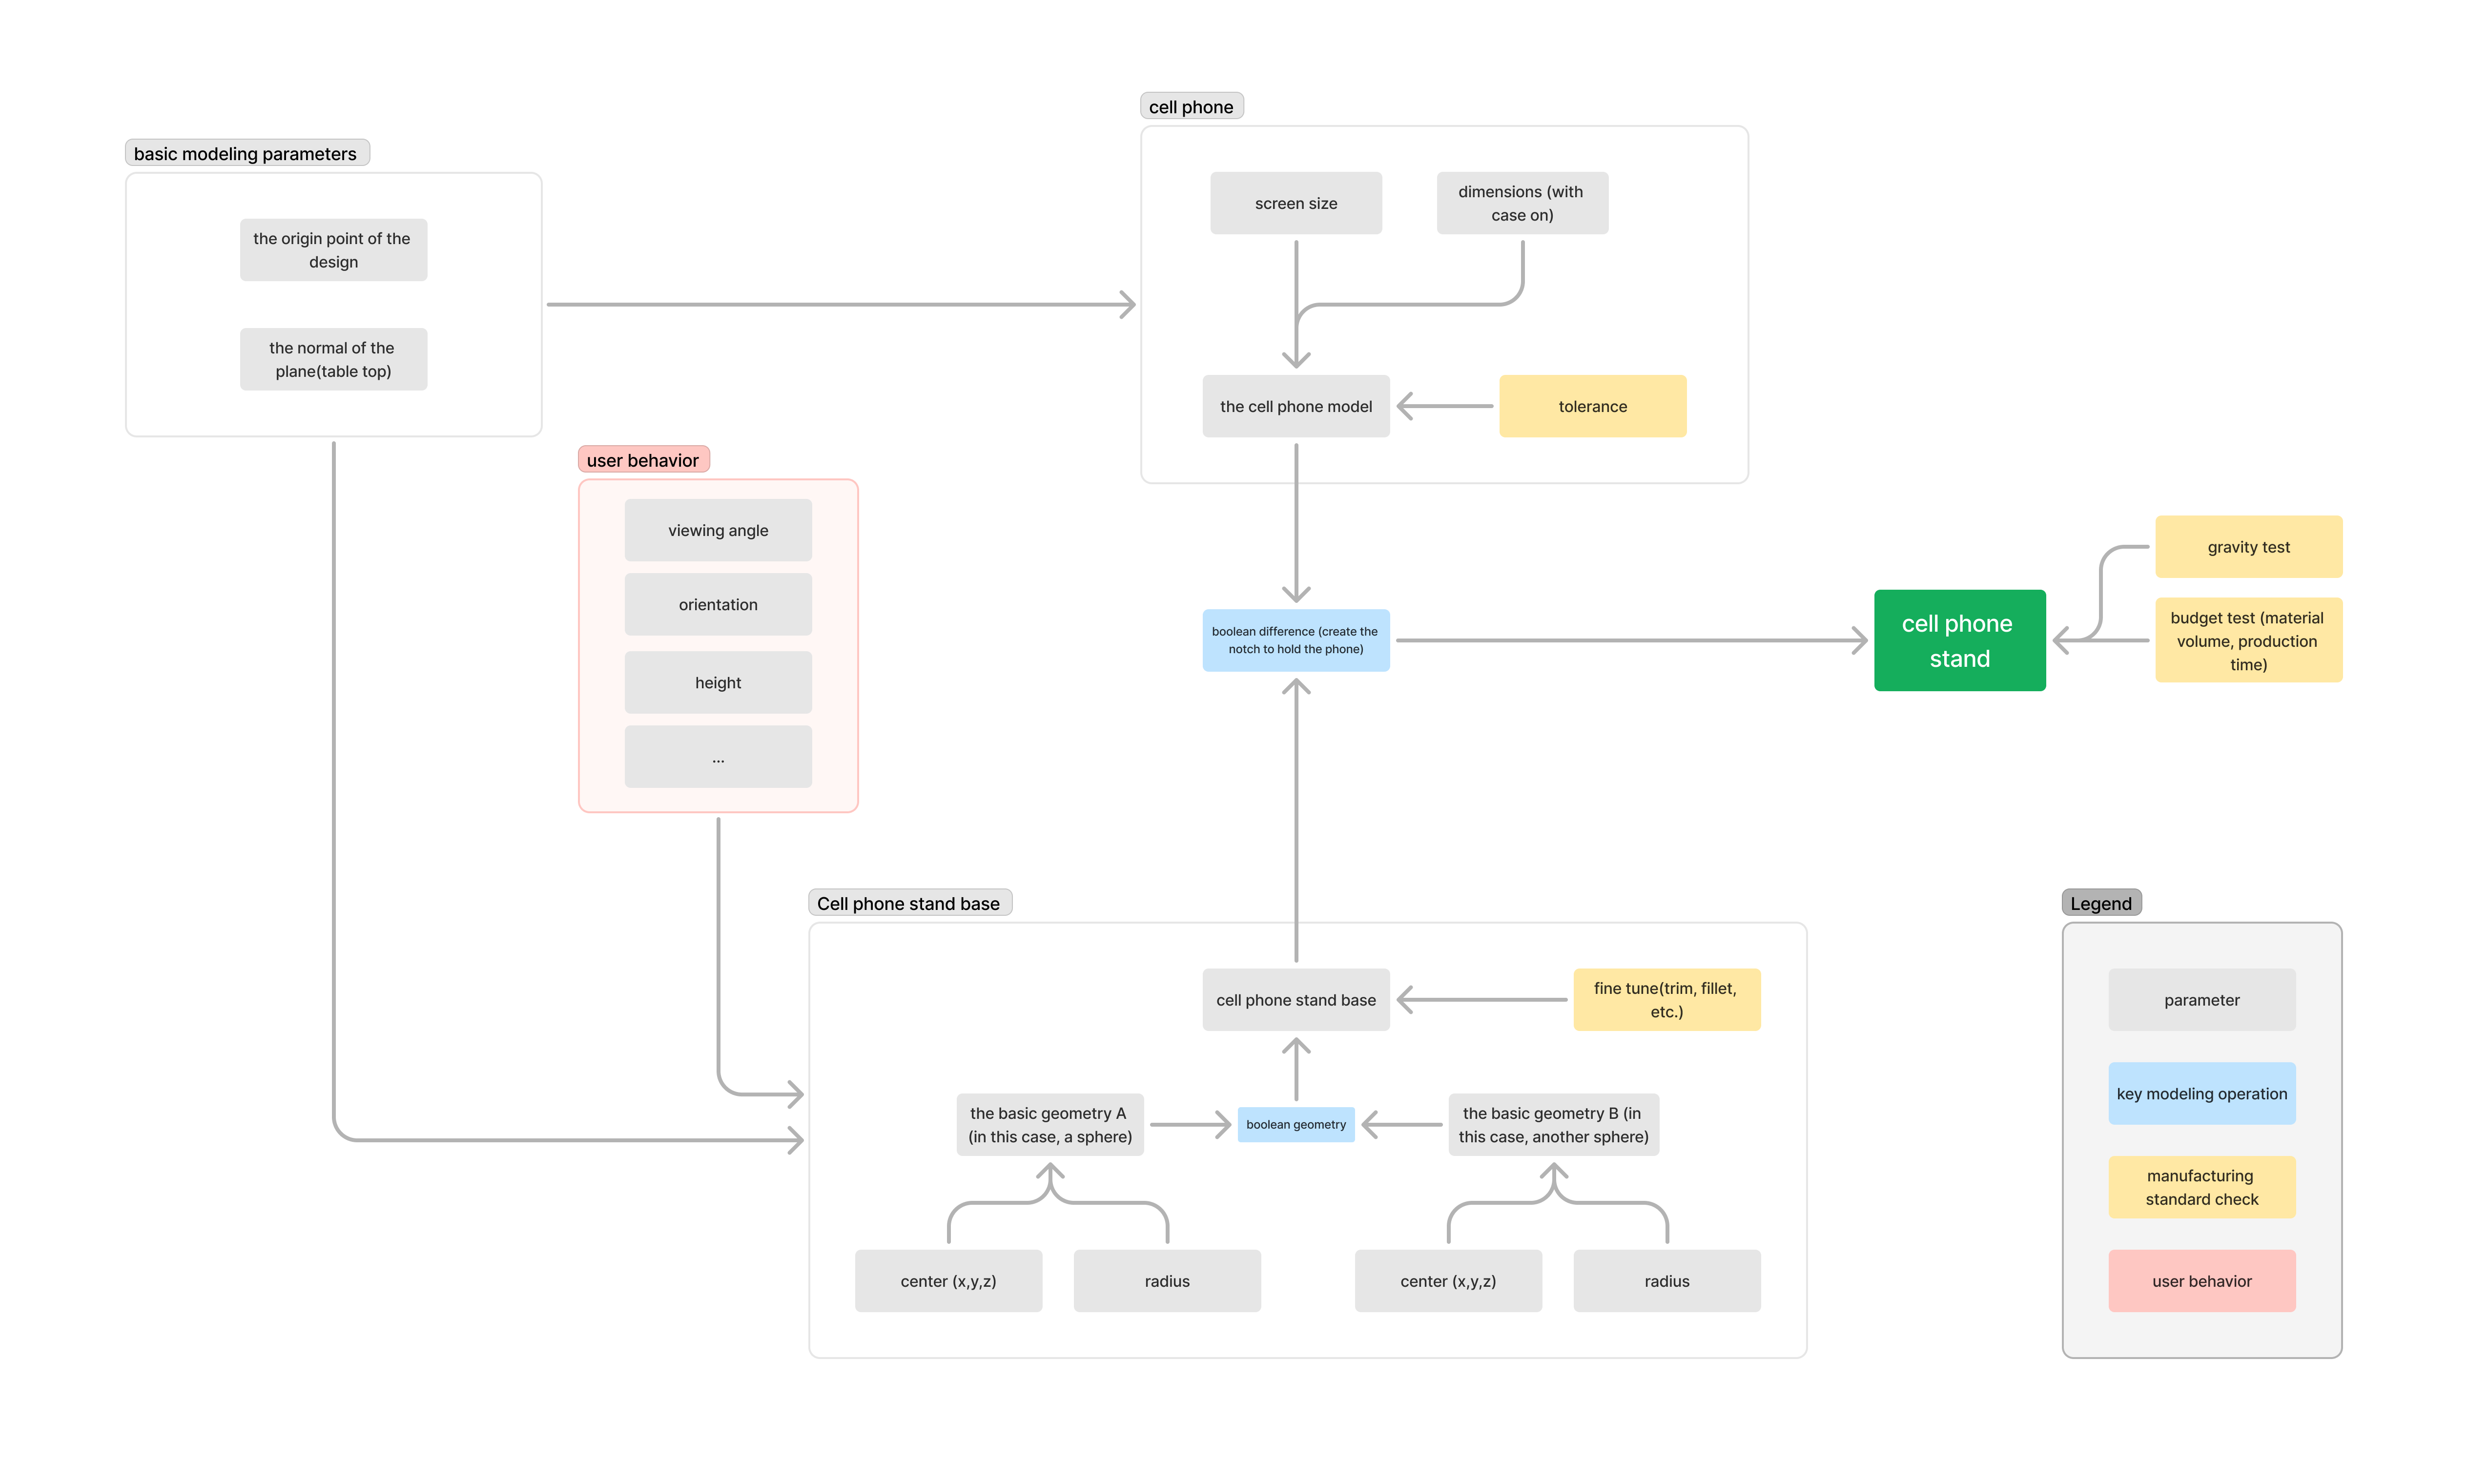 cell phone
basic modeling parameters
screen size
dimensions (with
case on)
the origin point of the
design
the normal of the
plane(table top)
the cell phone model
tolerance
user behavior
viewing angle
orientation
height
...
boolean difference (create the
notch to hold the phone)
cell phone
stand
gravity test
budget test (material
volume, production
time)
Cell phone stand base
cell phone stand base
fine tune(trim, fillet,
etc.)
the basic geometry A
(in this case, a sphere)
boolean geometry
the basic geometry B (in
this case, another sphere)
center (x,y,z)
radius
center (x,y,z)
radius
Legend
parameter
key modeling operation
manufacturing
standard check
user behavior